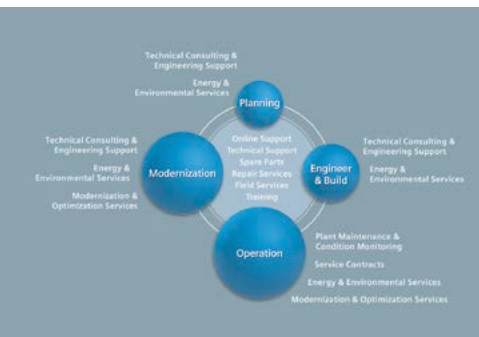 Technical Consulting &
Engineering Support
Energy &
Environmental Services
Planning
Online Support
Technical Support
Spare Parts
Repair Services
Field Services
Training
Technical Consulting &
Engineering Support
Energy &
Environmental Services
Modernization &
Optimization Services
Modernization
Engineer
& Build
Technical Consulting &
Engineering Support
Energy &
Environmental Services
Operation
Plant Maintenance &
Condition Monitoring
Service Contracts
Energy & Environmental Services
Modernization & Optimization Services